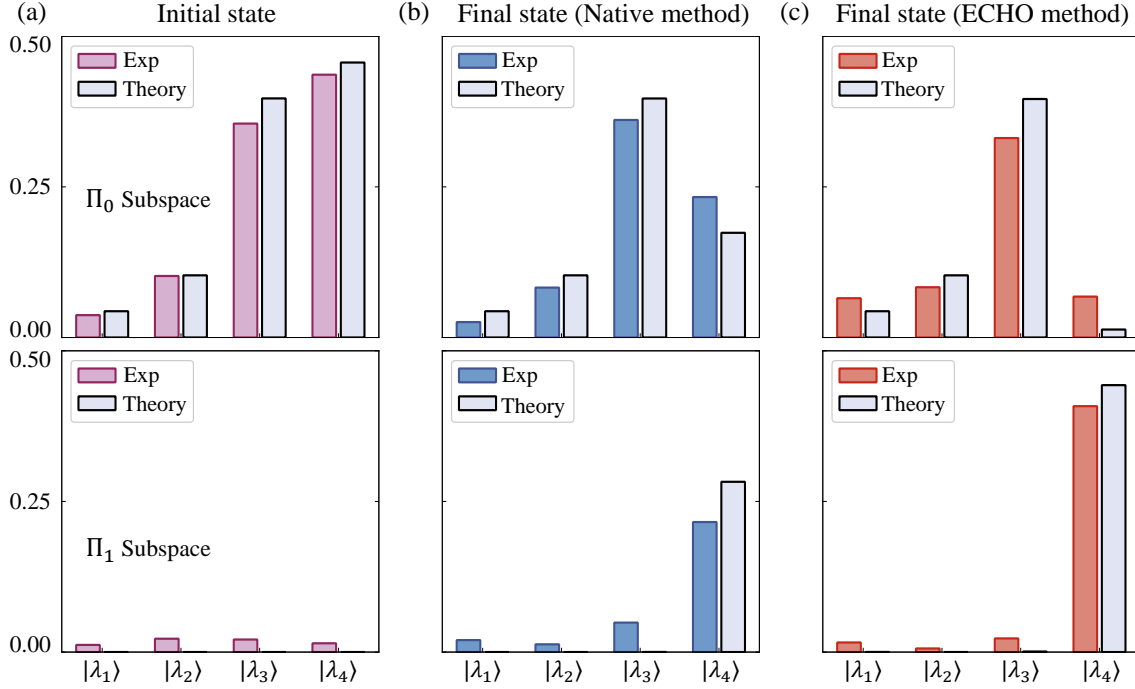 (a) Initial state
(b) Final state (Native method)
(c) Final state (ECHO method)
0.50
0.25
0.00
Exp
Theory
Π₀ Subspace
Exp
Theory
Exp
Theory
0.50
0.25
0.00
Exp
Theory
Π₁ Subspace
Exp
Theory
Exp
Theory
|λ₁⟩ |λ₂⟩ |λ₃⟩ |λ₄⟩
|λ₁⟩ |λ₂⟩ |λ₃⟩ |λ₄⟩
|λ₁⟩ |λ₂⟩ |λ₃⟩ |λ₄⟩